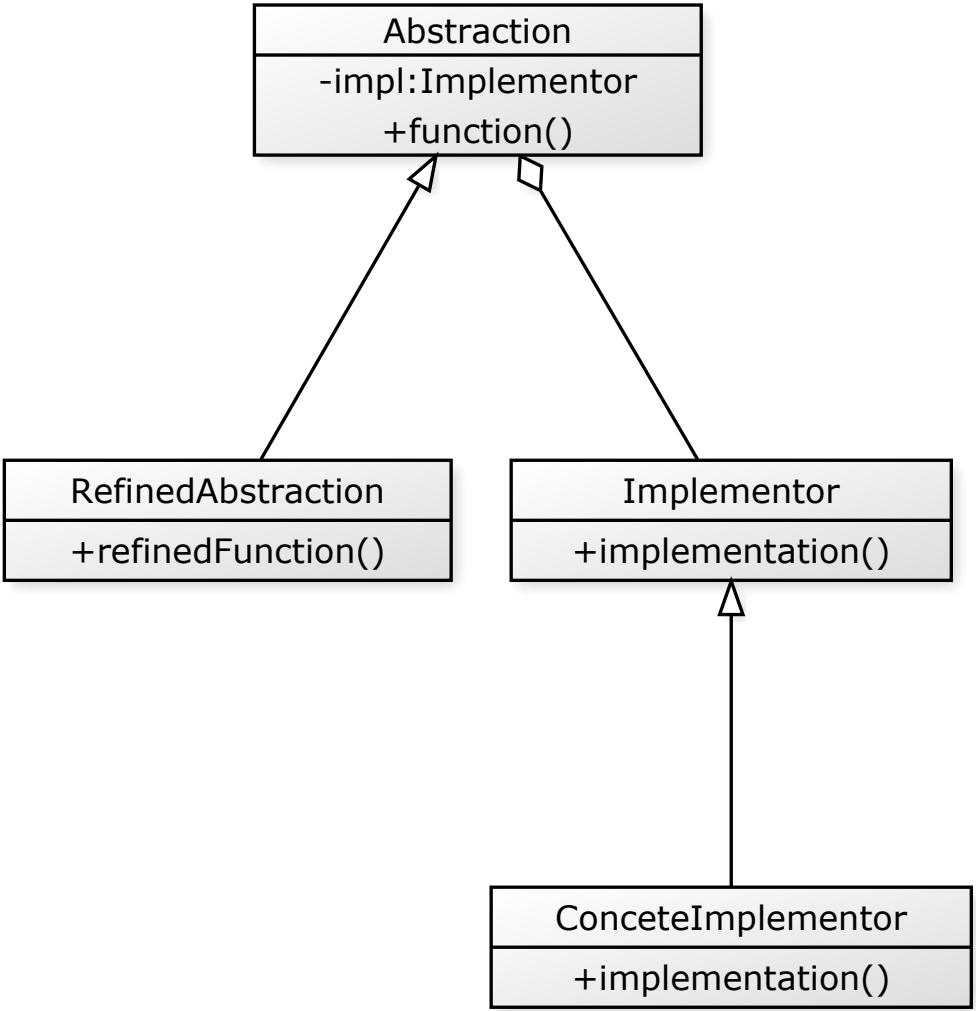 Abstraction
-impl:Implementor
+function()
RefinedAbstraction
+refinedFunction()
Implementor
+implementation()
ConceteImplementor
+implementation()